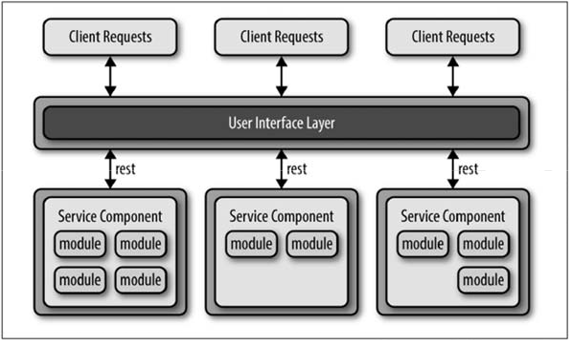 Client Requests
Client Requests
Client Requests
User Interface Layer
rest
rest
rest
Service Component
module module
module module
Service Component
module module
Service Component
module module
module